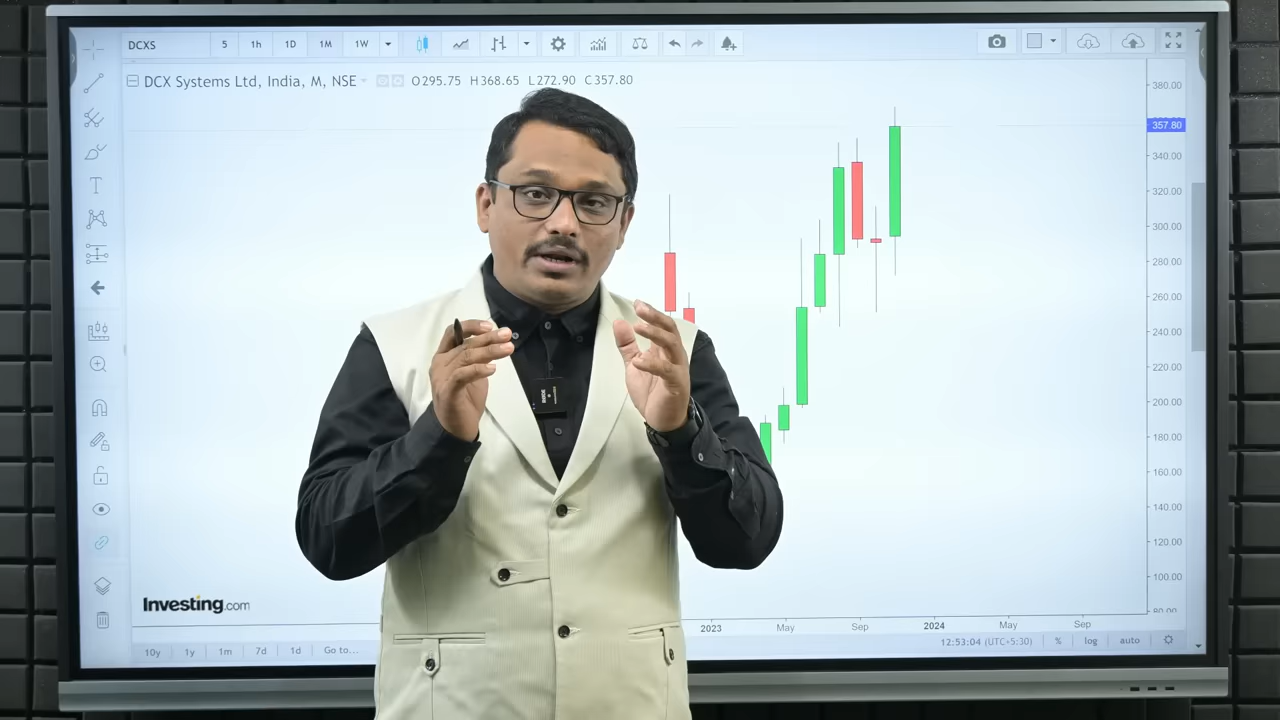 DCXS 5 1h 1D 1M 1W
DCX Systems Ltd, India, M, NSE O295.75 H368.65 L272.90 C357.80
380.00
357.80
340.00
320.00
300.00
280.00
260.00
240.00
220.00
200.00
180.00
160.00
140.00
120.00
100.00
80.00
T
RODE
Investing.com
2023 May Sep 2024 May Sep
10y 1y 1m 7d 1d Go to... 12:53:04 (UTC+5:30) % log auto